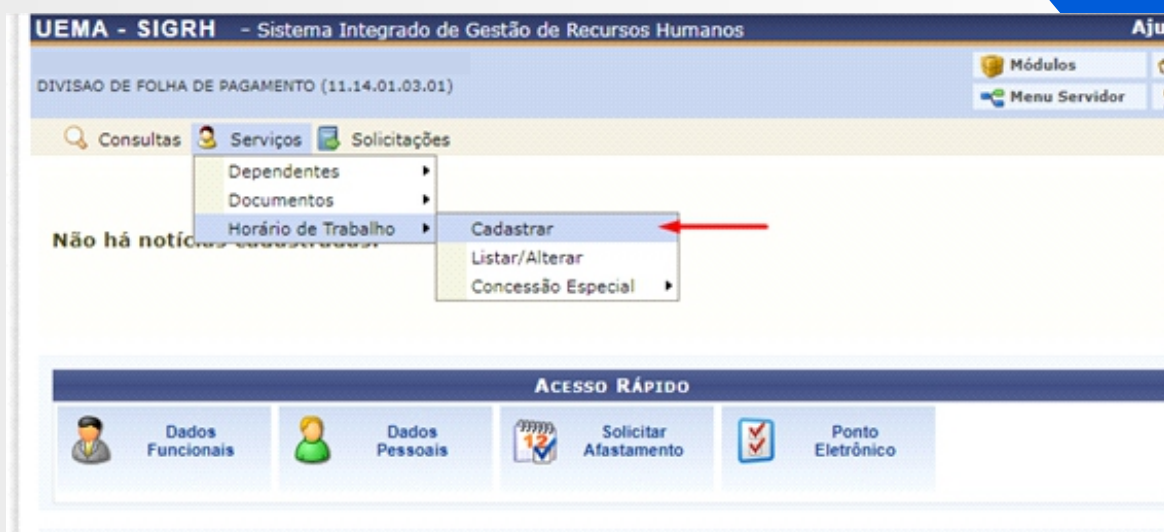 UEMA - SIGRH - Sistema Integrado de Gestão de Recursos Humanos
DIVISAO DE FOLHA DE PAGAMENTO (11.14.01.03.01)
Módulos
Menu Servidor
Consultas Serviços Solicitações
Dependentes
Documentos
Horário de Trabalho Cadastrar
Não há
Listar/Alterar
Concessão Especial
ACESSO RÁPIDO
Dados Funcionais
Dados Pessoais
12
Solicitar Afastamento
Ponto Eletrônico